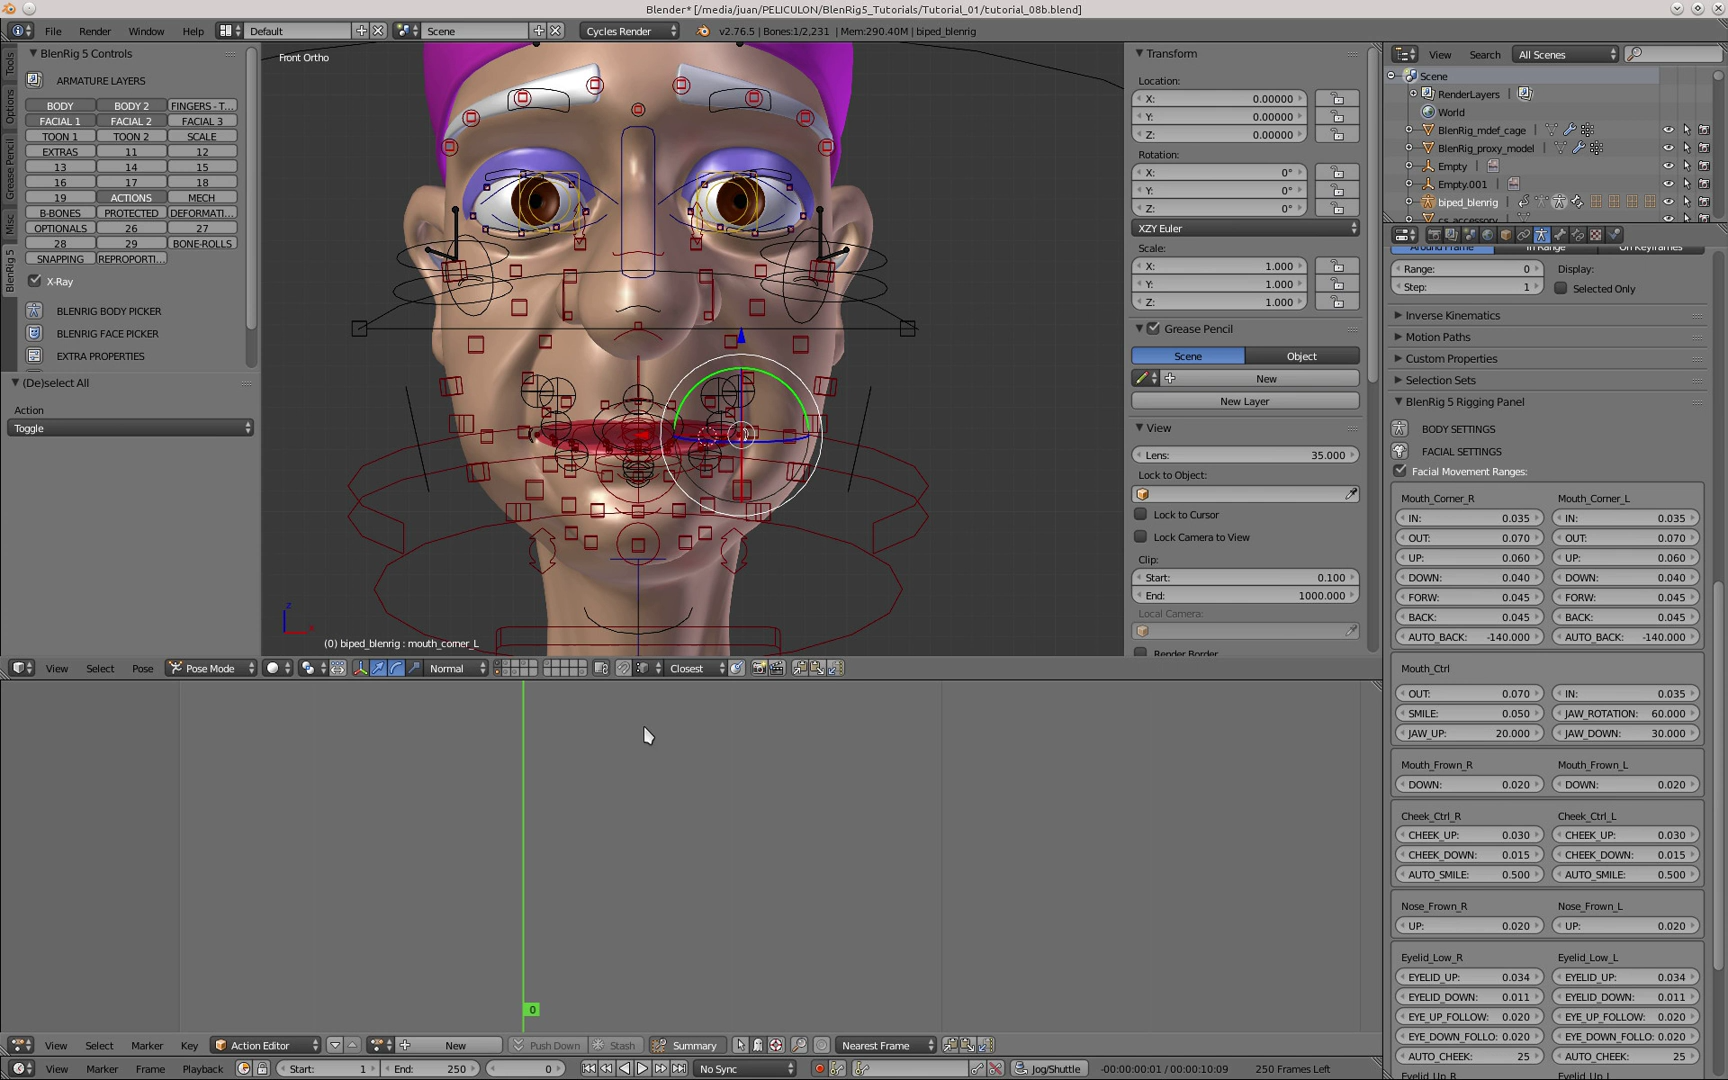 Blender* [/media/juan/PELICULON/BlenRig5_Tutorials/Tutorial_01/tutorial_08b.blend]
File Render Window Help Default Scene Cycles Render v2.76.5 | Bones:1/2,231 | Mem:290.40M | biped_blenrig
Tools
Options
Grease Pencil
Misc
BlenRig 5
BlenRig 5 Controls
ARMATURE LAYERS
BODY BODY 2 FINGERS - T...
FACIAL 1 FACIAL 2 FACIAL 3
TOON 1 TOON 2 SCALE
EXTRAS 11 12
13 14 15
16 17 18
19 ACTIONS MECH
B-BONES PROTECTED DEFORMATI...
OPTIONALS 26 27
28 29 BONE-ROLLS
SNAPPING REPROPORTI...
X-Ray
BLENRIG BODY PICKER
BLENRIG FACE PICKER
EXTRA PROPERTIES
(De)select All
Action
Toggle
Front Ortho
z
(0) biped_blenrig : mouth_corner_L
View Select Pose Pose Mode Normal Closest
Transform
Location:
X: 0.00000
Y: 0.00000
Z: 0.00000
Rotation:
X: 0°
Y: 0°
Z: 0°
XZY Euler
Scale:
X: 1.000
Y: 1.000
Z: 1.000
Grease Pencil
Scene Object
New
New Layer
View
Lens: 35.000
Lock to Object:
Lock to Cursor
Lock Camera to View
Clip:
Start: 0.100
End: 1000.000
Local Camera:
Render Border
View Search All Scenes
Scene
RenderLayers |
World
BlenRig_mdef_cage
BlenRig_proxy_model
Empty
Empty.001
biped_blenrig
cs_accessory
Around Frame In Range On Keyframes
Range: 0 Display:
Step: 1 Selected Only
Inverse Kinematics
Motion Paths
Custom Properties
Selection Sets
BlenRig 5 Rigging Panel
BODY SETTINGS
FACIAL SETTINGS
Facial Movement Ranges:
Mouth_Corner_R Mouth_Corner_L
IN: 0.035 IN: 0.035
OUT: 0.070 OUT: 0.070
UP: 0.060 UP: 0.060
DOWN: 0.040 DOWN: 0.040
FORW: 0.045 FORW: 0.045
BACK: 0.045 BACK: 0.045
AUTO_BACK: -140.000 AUTO_BACK: -140.000
Mouth_Ctrl
OUT: 0.070 IN: 0.035
SMILE: 0.050 JAW_ROTATION: 60.000
JAW_UP: 20.000 JAW_DOWN: 30.000
Mouth_Frown_R Mouth_Frown_L
DOWN: 0.020 DOWN: 0.020
Cheek_Ctrl_R Cheek_Ctrl_L
CHEEK_UP: 0.030 CHEEK_UP: 0.030
CHEEK_DOWN: 0.015 CHEEK_DOWN: 0.015
AUTO_SMILE: 0.500 AUTO_SMILE: 0.500
Nose_Frown_R Nose_Frown_L
UP: 0.020 UP: 0.020
Eyelid_Low_R Eyelid_Low_L
EYELID_UP: 0.034 EYELID_UP: 0.034
EYELID_DOWN: 0.011 EYELID_DOWN: 0.011
EYE_UP_FOLLOW: 0.020 EYE_UP_FOLLOW: 0.020
EYE_DOWN_FOLLO: 0.020 EYE_DOWN_FOLLO: 0.020
AUTO_CHEEK: 25 AUTO_CHEEK: 25
Eyelid_Up_R Eyelid_Up_L
0
View Select Marker Key Action Editor New Push Down Stash Summary Nearest Frame
View Marker Frame Playback Start: 1 End: 250 0 No Sync Jog/Shuttle -00:00:00:01 / 00:00:10:09 250 Frames Left